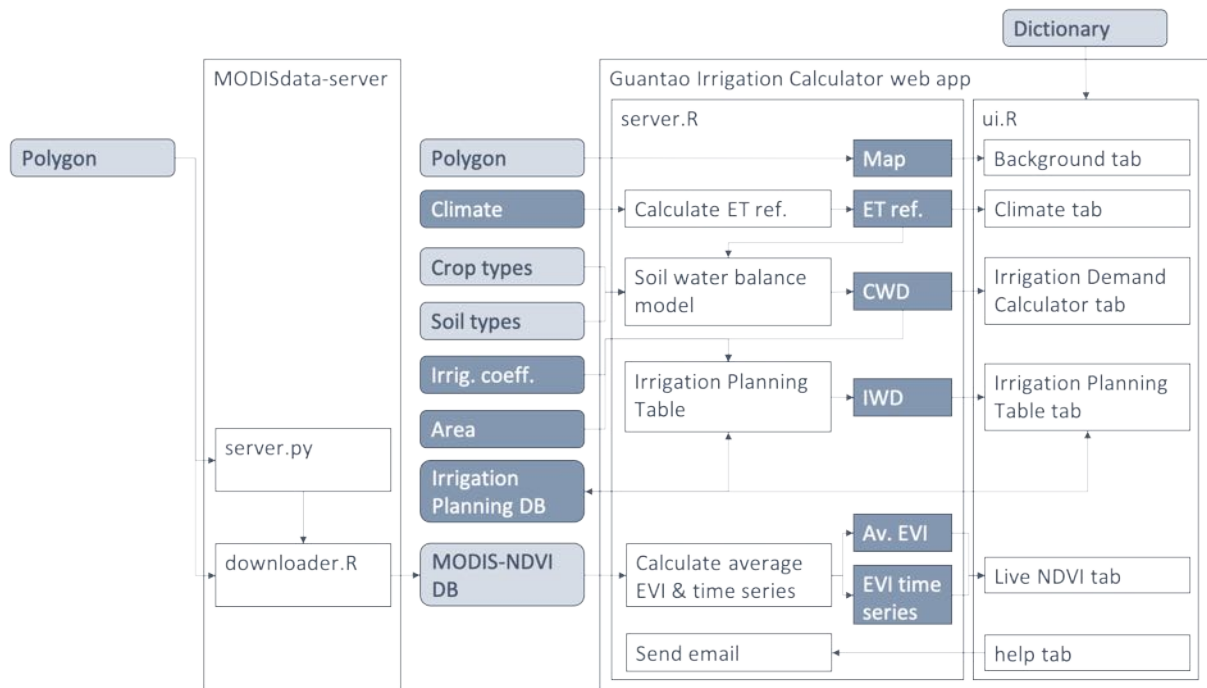 Dictionary
MODISdata-server
Guantao Irrigation Calculator web app
server.R
ui.R
Polygon
Polygon
Map
Background tab
Climate
Calculate ET ref.
ET ref.
Climate tab
Crop types
Soil types
Soil water balance
model
CWD
Irrigation Demand
Calculator tab
Irrig. coeff.
Area
Irrigation Planning
Table
IWD
Irrigation Planning
Table tab
server.py
Irrigation
Planning DB
downloader.R
MODIS-NDVI
DB
Calculate average
EVI & time series
Av. EVI
EVI time
series
Live NDVI tab
Send email
help tab